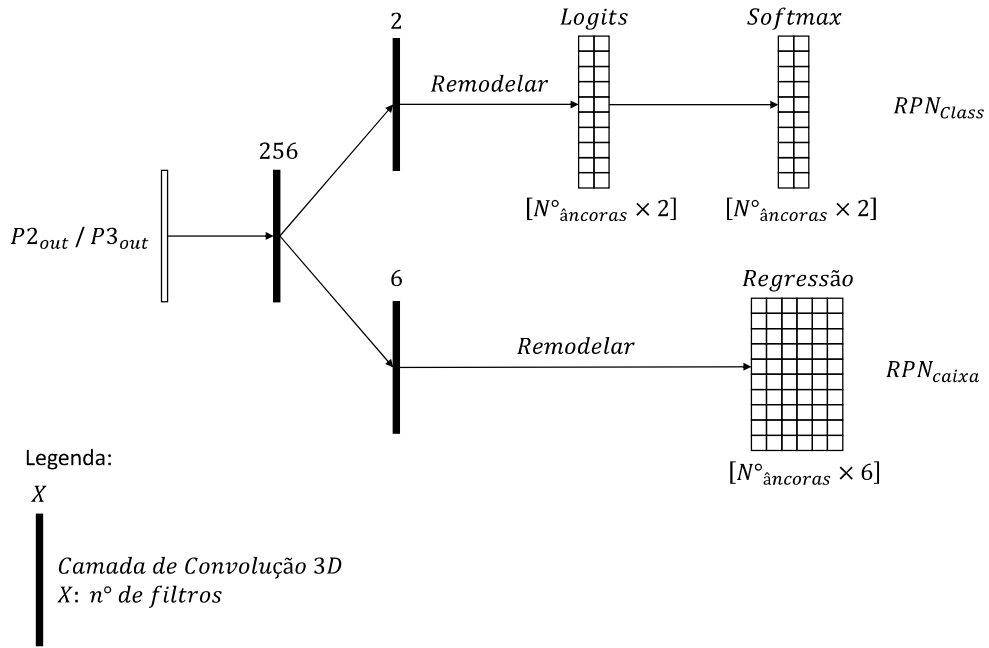 2
Logits
Softmax
Remodelar
RPN_Class
256
[N°_âncoras × 2]
[N°_âncoras × 2]
P2_out / P3_out
6
Regressão
Remodelar
RPN_caixa
Legenda:
[N°_âncoras × 6]
X
Camada de Convolução 3D
X: n° de filtros